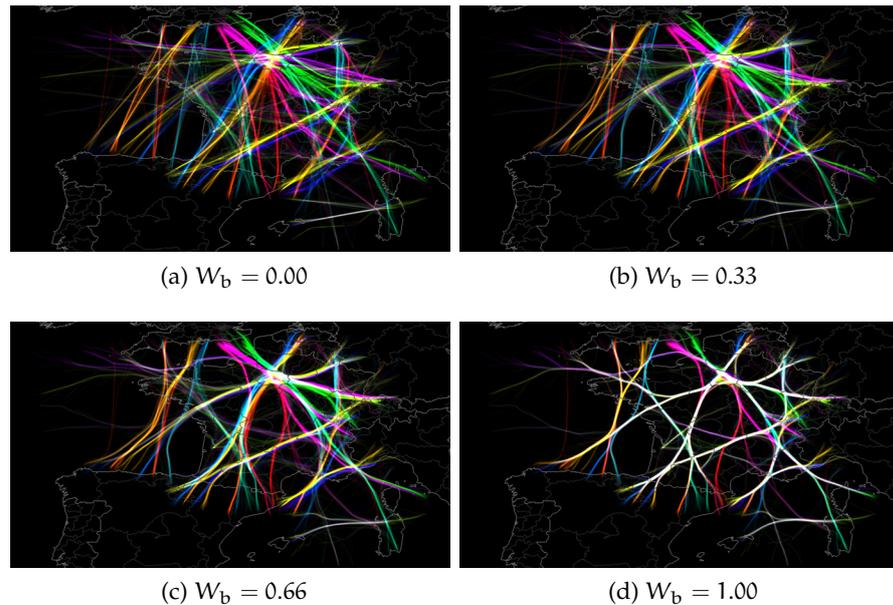 (a) W_b = 0.00
(b) W_b = 0.33
(c) W_b = 0.66
(d) W_b = 1.00